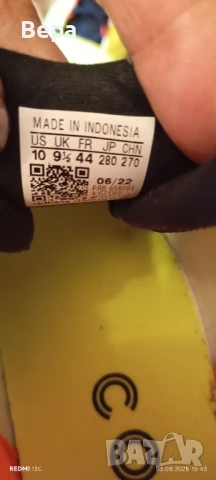 Вера
MADE IN INDONESIA
US UK FR JP CHN
10 9½ 44 280 270
06/22
REDMI 13C
bazar.bg